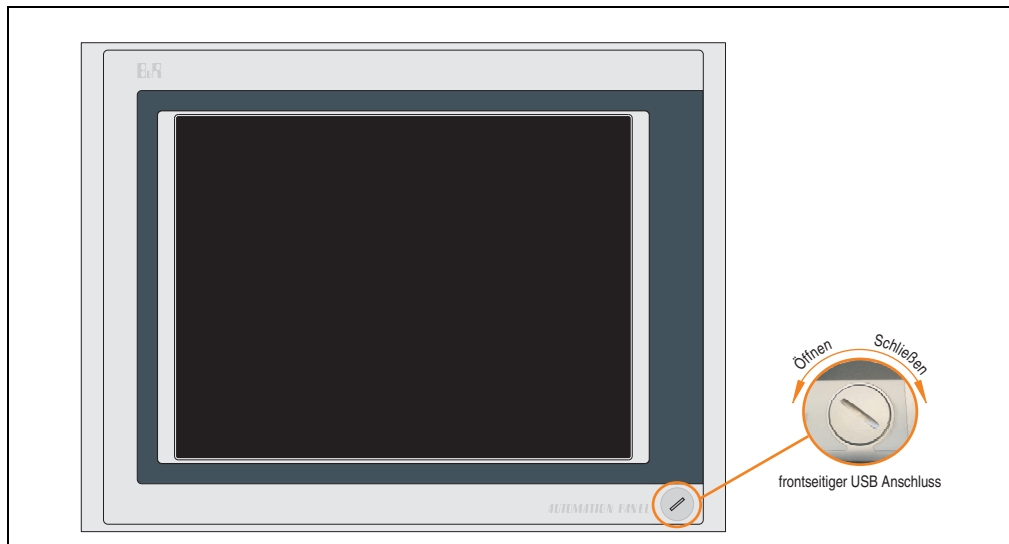 B&R
AUTOMATION PANEL
Öffnen
Schließen
frontseitiger USB Anschluss